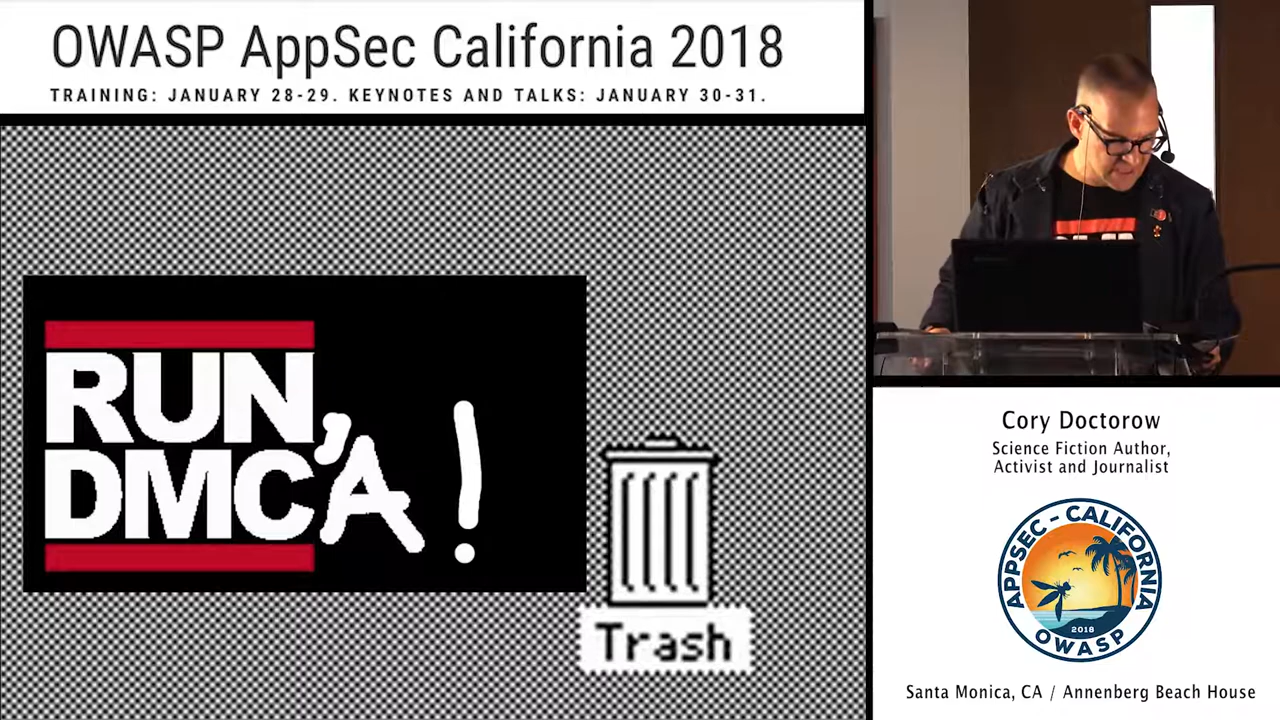 OWASP AppSec California 2018
TRAINING: JANUARY 28-29. KEYNOTES AND TALKS: JANUARY 30-31.
RUN,
DMCA!
Trash
Cory Doctorow
Science Fiction Author,
Activist and Journalist
APPSEC - CALIFORNIA
2018
OWASP
Santa Monica, CA / Annenberg Beach House